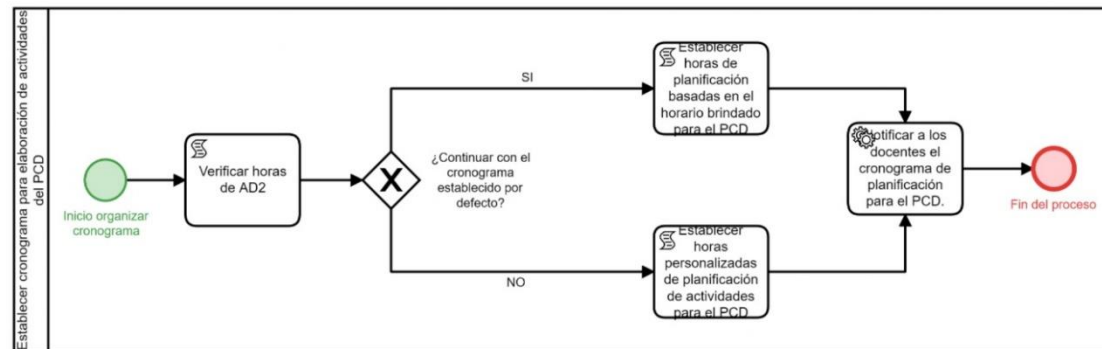 Establecer cronograma para elaboración de actividades
del PCD
Inicio organizar
cronograma
Verificar horas
de AD2
¿Continuar con el
cronograma
establecido por
defecto?
SI
Establecer
horas de
planificación
basadas en el
horario brindado
para el PCD
NO
Establecer
horas
personalizadas
de planificación
de actividades
para el PCD
Notificar a los
docentes el
cronograma de
planificación
para el PCD.
Fin del proceso